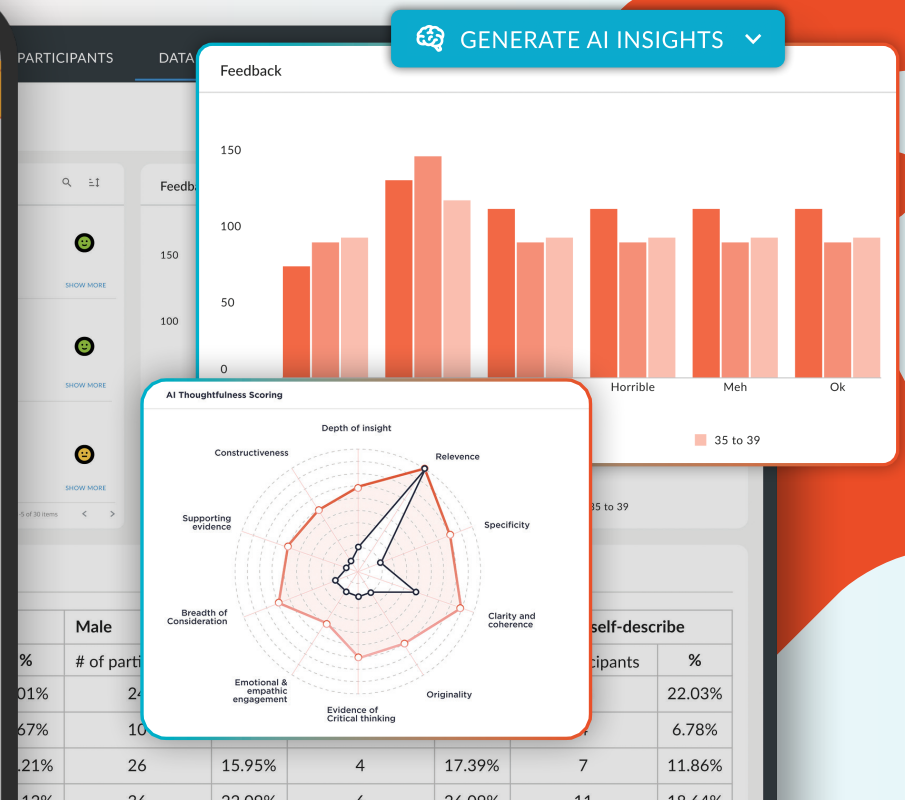 PARTICIPANTS
DATA
GENERATE AI INSIGHTS
Feedback
150
100
50
0
Horrible
Meh
Ok
35 to 39
SHOW MORE
SHOW MORE
SHOW MORE
-5 of 30 items
150
100
35 to 39
AI Thoughtfulness Scoring
Depth of insight
Relevence
Specificity
Clarity and
coherence
Originality
Evidence of
Critical thinking
Emotional &
empathic
engagement
Breadth of
Consideration
Supporting
evidence
Constructiveness
Male
self-describe
%
# of parti
cipants
%
01%
22.03%
67%
10
6.78%
.21%
26
15.95%
4
17.39%
7
11.86%